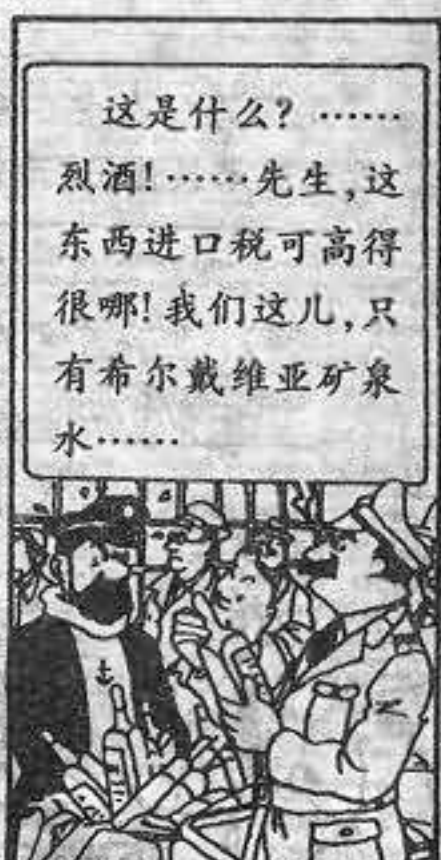 这是什么？……
烈酒！……先生，这
东西进口税可高得
很哪！我们这儿，只
有希尔戴维亚矿泉
水……